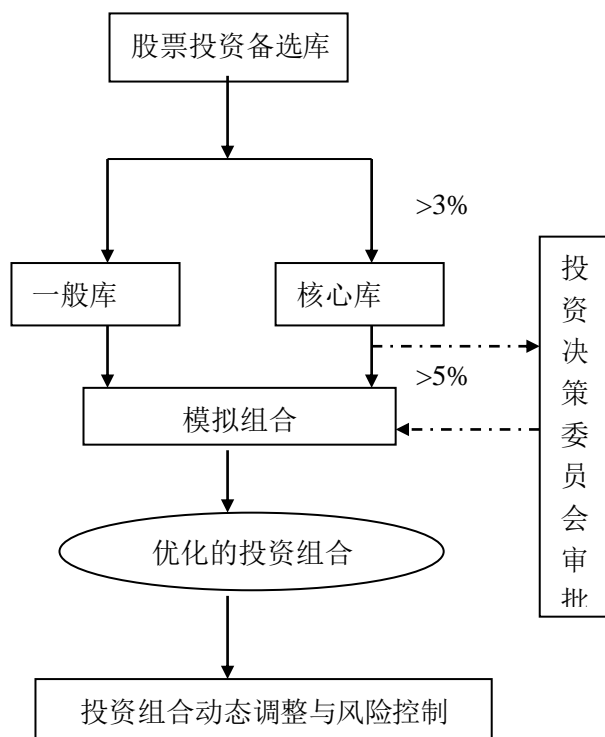 股票投资备选库
>3%
一般库
核心库
>5%
模拟组合
优化的投资组合
投资组合动态调整与风险控制
投
资
决
策
委
员
会
审
批